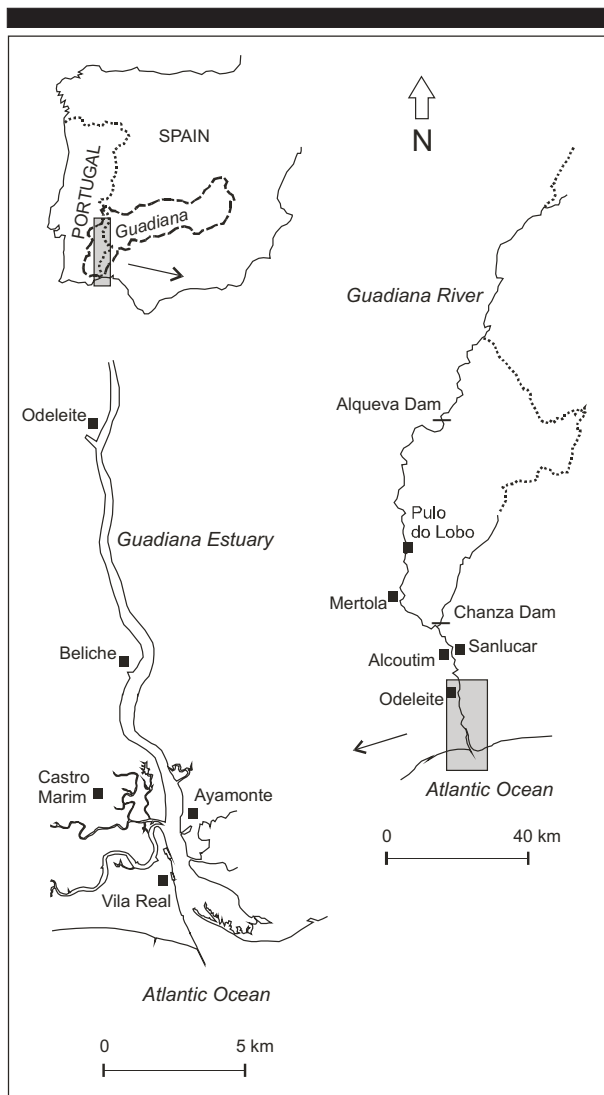 SPAIN
PORTUGAL
Guadiana
N
Guadiana River
Alqueva Dam
Pulo
do Lobo
Mertola
Chanza Dam
Sanlucar
Alcoutim
Odeleite
Atlantic Ocean
0 40 km
Odeleite
Guadiana Estuary
Beliche
Castro
Marim
Ayamonte
Vila Real
Atlantic Ocean
0 5 km